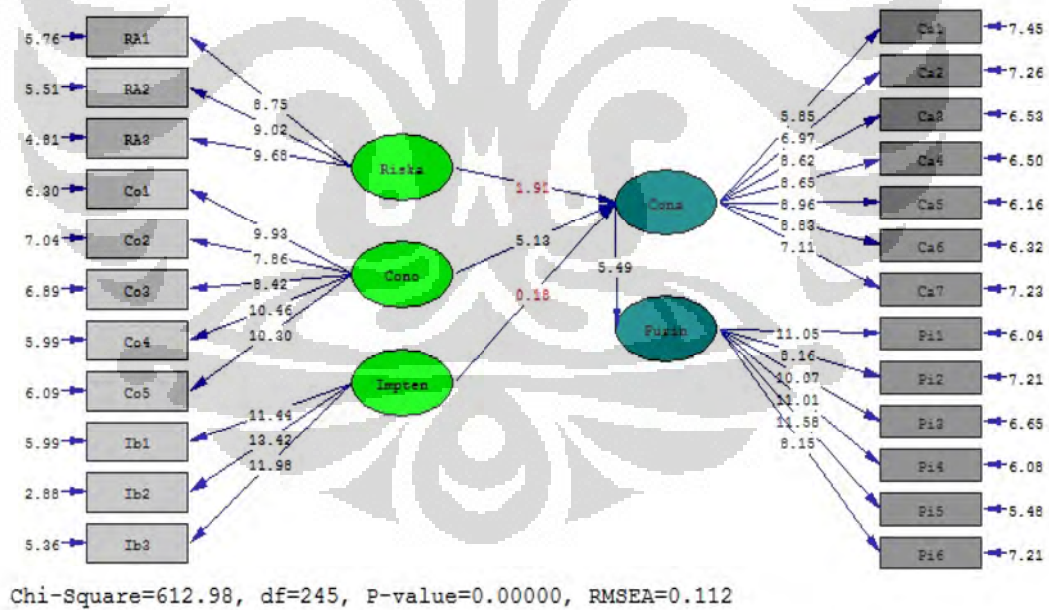 5.76 RA1
5.51 RA2
4.81 RA3
6.30 Co1
7.04 Co2
6.89 Co3
5.99 Co4
6.09 Co5
5.99 Ib1
2.88 Ib2
5.36 Ib3
8.75
9.02
9.68
9.93
7.86
8.42
10.46
10.30
11.44
13.42
11.98
Riska
Cono
Impten
1.91
5.13
0.18
5.49
Cona
Purin
5.85
6.97
8.62
8.65
8.96
8.83
7.11
11.05
8.16
10.07
11.01
11.58
8.15
Ca1 7.45
Ca2 7.26
Ca3 6.53
Ca4 6.50
Ca5 6.16
Ca6 6.32
Ca7 7.23
Pi1 6.04
Pi2 7.21
Pi3 6.65
Pi4 6.08
Pi5 5.48
Pi6 7.21
Chi-Square=612.98, df=245, P-value=0.00000, RMSEA=0.112